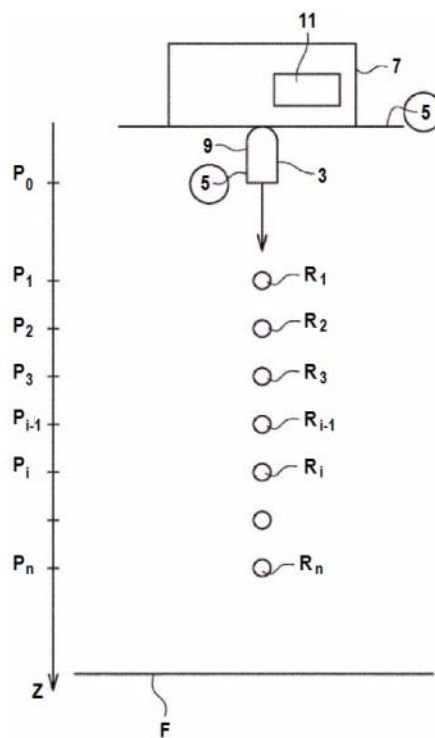 11
7
5
9
P₀
5
3
P₁
R₁
P₂
R₂
P₃
R₃
Pᵢ₋₁
Rᵢ₋₁
Pᵢ
Rᵢ
Pₙ
Rₙ
Z
F